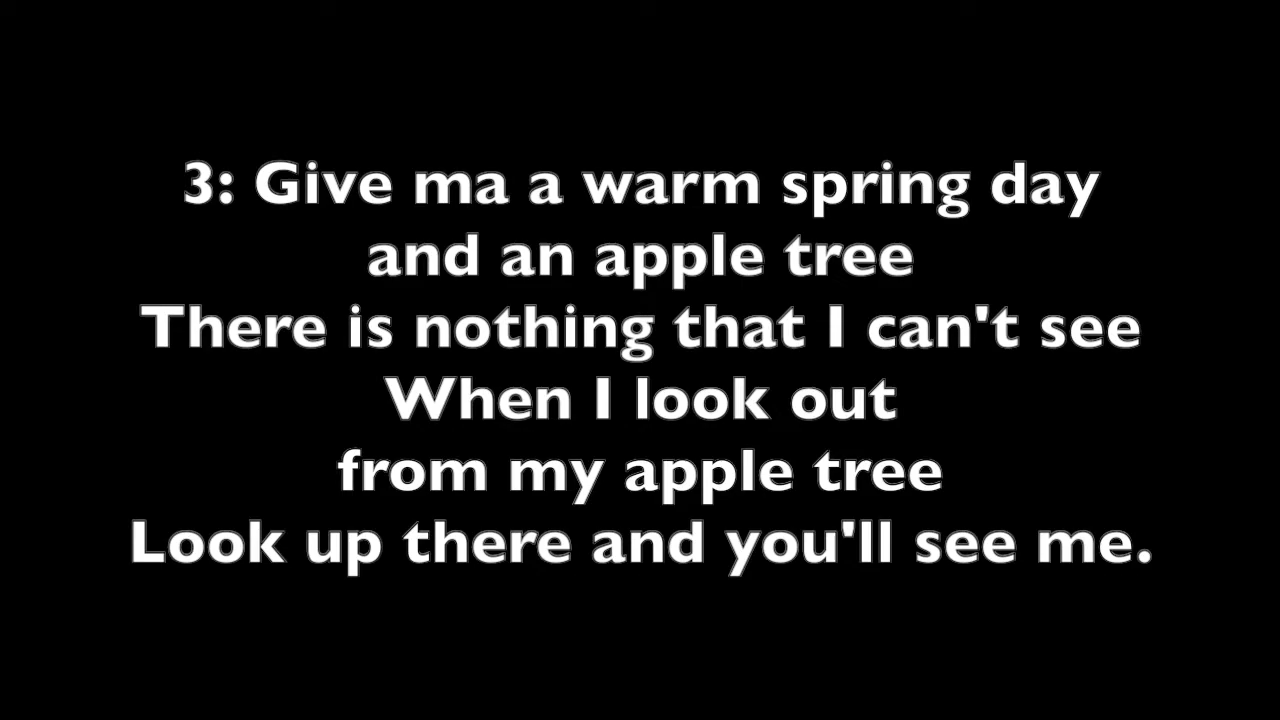 3: Give ma a warm spring day
and an apple tree
There is nothing that I can't see
When I look out
from my apple tree
Look up there and you'll see me.